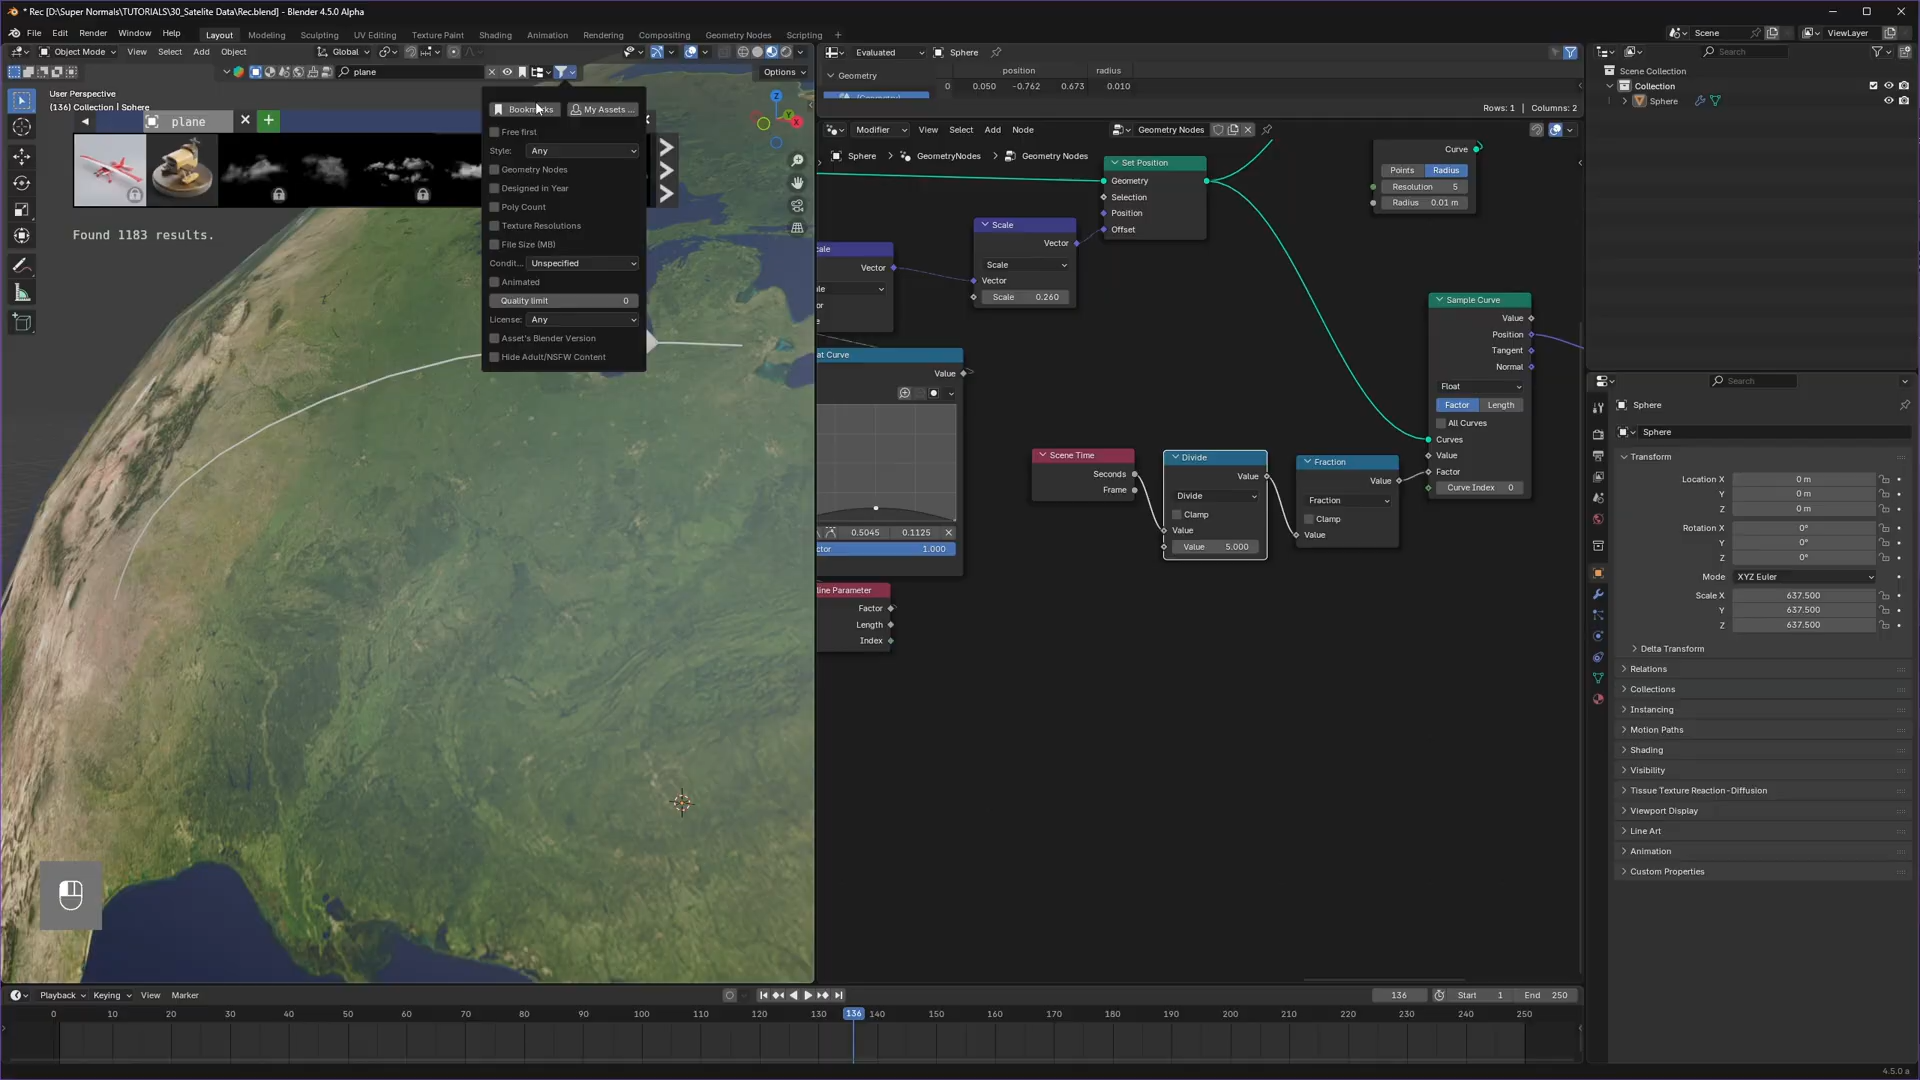 * Rec [D:\Super Normals\TUTORIALS\30_Satelite Data\Rec.blend] - Blender 4.5.0 Alpha
File Edit Render Window Help Layout Modeling Sculpting UV Editing Texture Paint Shading Animation Rendering Compositing Geometry Nodes Scripting + Scene ViewLayer
Object Mode View Select Add Object Global Evaluated Sphere Search
plane Options
Geometry position radius
0 0.050 -0.762 0.673 0.010
Rows: 1 Columns: 2
Scene Collection
Collection
Sphere
User Perspective
(136) Collection | Sphere
plane
Found 1183 results.
Bookmarks My Assets ...
Free first
Style: Any
Geometry Nodes
Designed in Year
Poly Count
Texture Resolutions
File Size (MB)
Condit... Unspecified
Animated
Quality limit 0
License: Any
Asset's Blender Version
Hide Adult/NSFW Content
Z
Y
X
Modifier View Select Add Node Geometry Nodes
Sphere GeometryNodes Geometry Nodes
Set Position
Geometry
Selection
Position
Offset
Curve
Points Radius
Resolution 5
Radius 0.01 m
Scale
Vector
Scale
Vector
Scale 0.260
cale
Vector
le
or
e
at Curve
Value
0.5045 0.1125
ctor 1.000
line Parameter
Factor
Length
Index
Scene Time
Seconds
Frame
Divide
Value
Divide
Clamp
Value
Value 5.000
Fraction
Value
Fraction
Clamp
Value
Sample Curve
Value
Position
Tangent
Normal
Float
Factor Length
All Curves
Curves
Value
Factor
Curve Index 0
Search
Sphere
Sphere
Transform
Location X 0 m
Y 0 m
Z 0 m
Rotation X 0°
Y 0°
Z 0°
Mode XYZ Euler
Scale X 637.500
Y 637.500
Z 637.500
Delta Transform
Relations
Collections
Instancing
Motion Paths
Shading
Visibility
Tissue Texture Reaction-Diffusion
Viewport Display
Line Art
Animation
Custom Properties
Playback Keying View Marker 136 Start 1 End 250
0 10 20 30 40 50 60 70 80 90 100 110 120 130 136 140 150 160 170 180 190 200 210 220 230 240 250
4.5.0 a